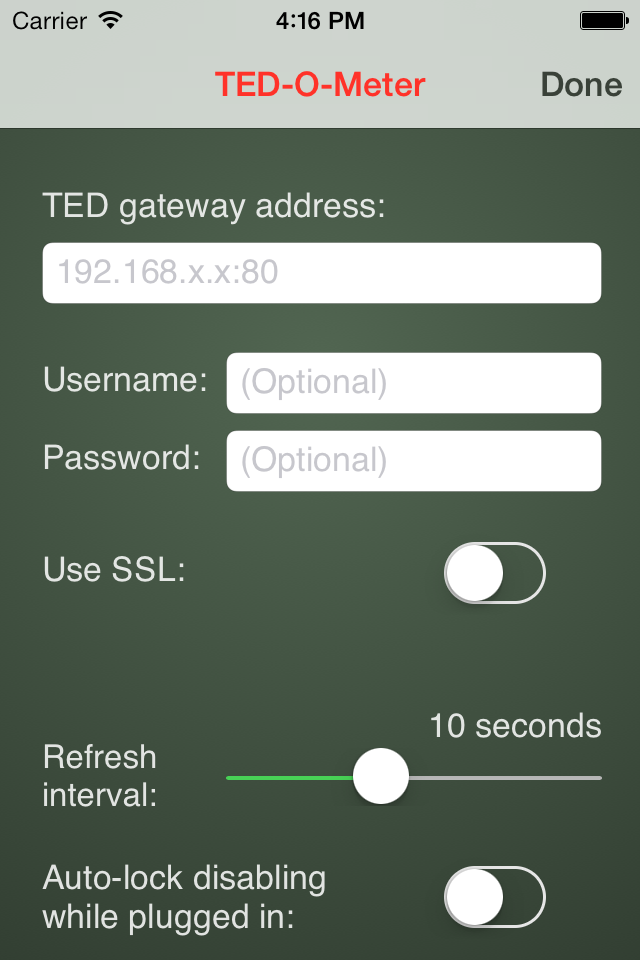 Carrier 4:16 PM
TED-O-Meter Done
TED gateway address:
192.168.x.x:80
Username: (Optional)
Password: (Optional)
Use SSL:
10 seconds
Refresh
interval:
Auto-lock disabling
while plugged in: